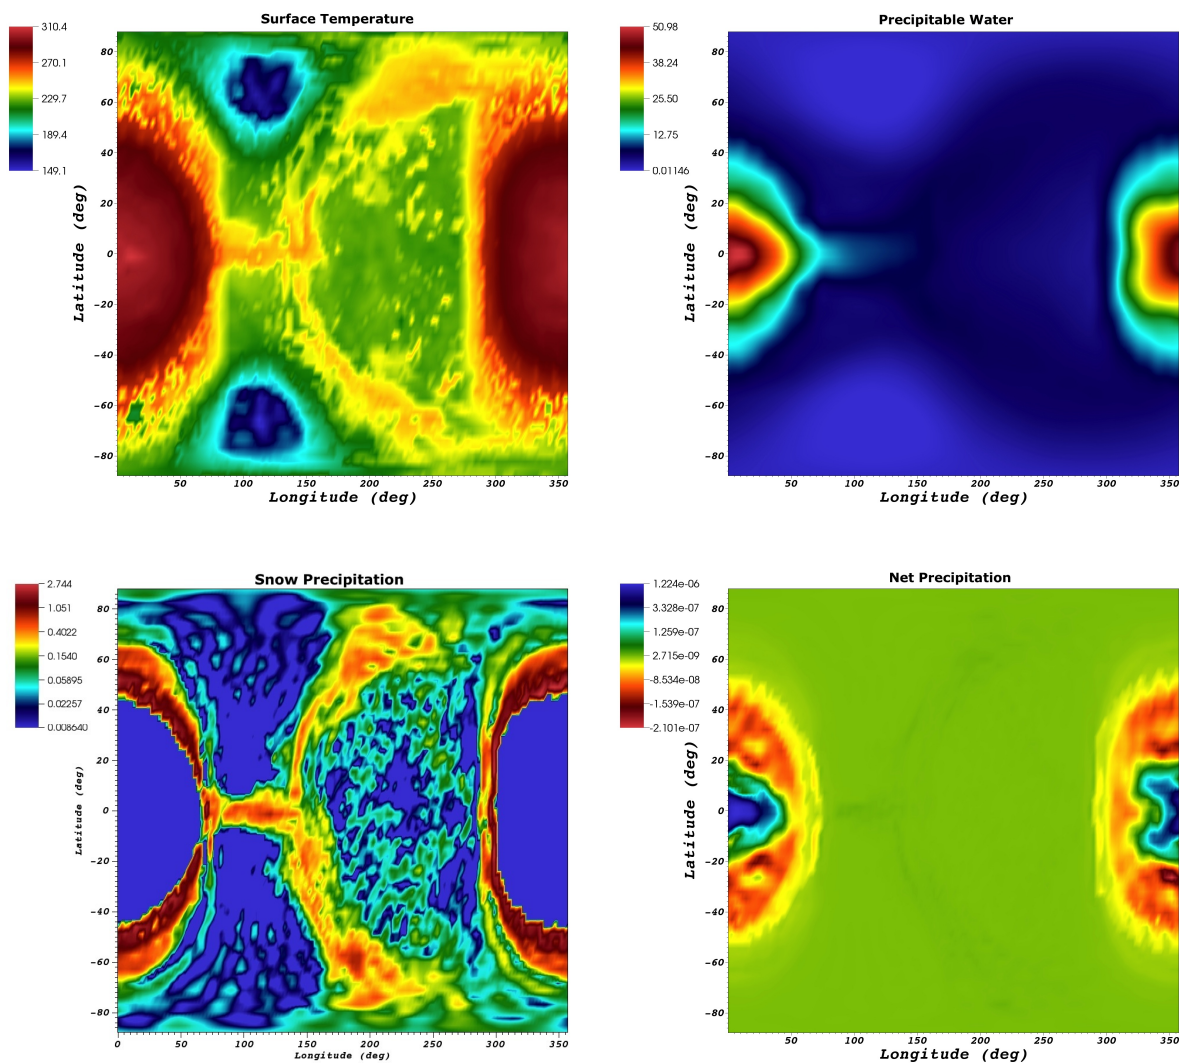 Surface Temperature
310.4
270.1
229.7
189.4
149.1
80
60
40
20
0
-20
-40
-60
-80
Latitude (deg)
50 100 150 200 250 300 350
Longitude (deg)
Precipitable Water
50.98
38.24
25.50
12.75
0.01146
80
60
40
20
0
-20
-40
-60
-80
Latitude (deg)
50 100 150 200 250 300 350
Longitude (deg)
Snow Precipitation
2.744
1.051
0.4022
0.1540
0.05895
0.02257
0.008640
80
60
40
20
0
-20
-40
-60
-80
Latitude (deg)
0 50 100 150 200 250 300 350
Longitude (deg)
Net Precipitation
1.224e-06
3.328e-07
1.259e-07
2.715e-09
-8.534e-08
-1.539e-07
-2.101e-07
80
60
40
20
0
-20
-40
-60
-80
Latitude (deg)
50 100 150 200 250 300 350
Longitude (deg)